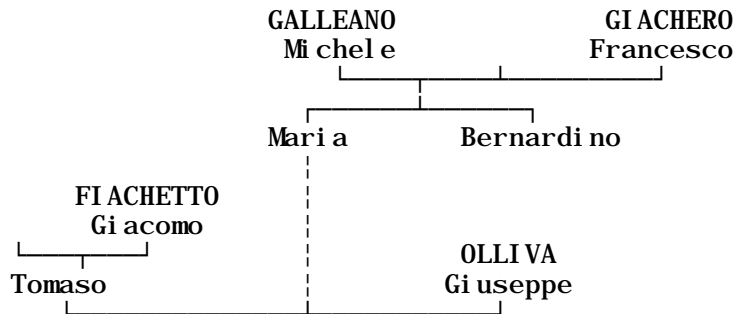 GALLEANO GIACHERO
Michele Francesco
Maria Bernardino
FIACHETTO
Giacomo
OLLIVA
Tomaso Giuseppe